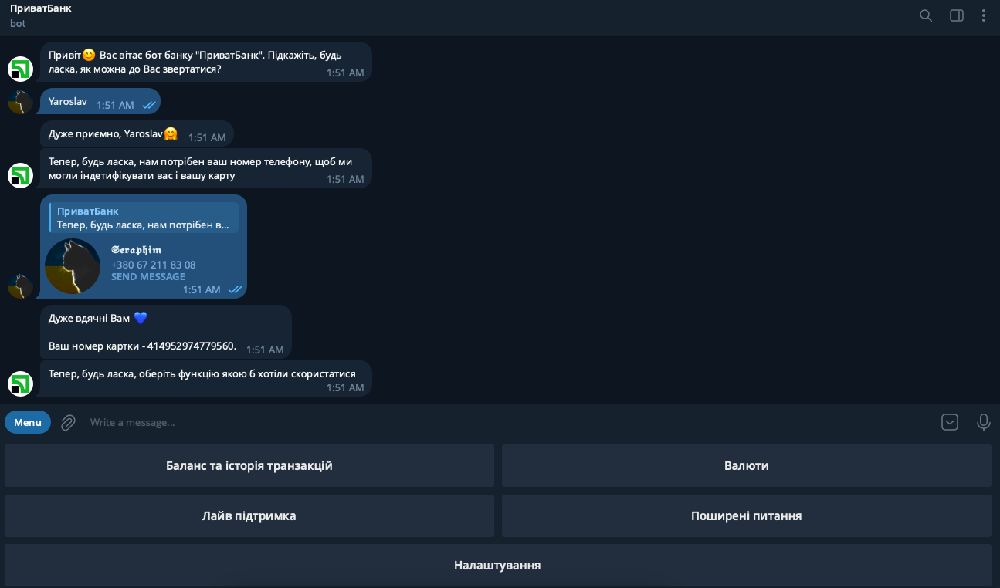 ПриватБанк
bot
Привіт😊 Вас вітає бот банку "ПриватБанк". Підкажіть, будь
ласка, як можна до Вас звертатися?
1:51 AM
Yaroslav 1:51 AM
Дуже приємно, Yaroslav🤗 1:51 AM
Тепер, будь ласка, нам потрібен ваш номер телефону, щоб ми
могли індетифікувати вас і вашу карту
1:51 AM
ПриватБанк
Тепер, будь ласка, нам потрібен в...
𝕾𝖊𝖗𝖆𝖕𝖍𝖎𝖒
+380 67 211 83 08
SEND MESSAGE
1:51 AM
Дуже вдячні Вам 💙
Ваш номер картки - 414952974779560. 1:51 AM
Тепер, будь ласка, оберіть функцію якою б хотіли скористатися
1:51 AM
Menu
Write a message...
Баланс та історія транзакцій
Валюти
Лайв підтримка
Поширені питання
Налаштування